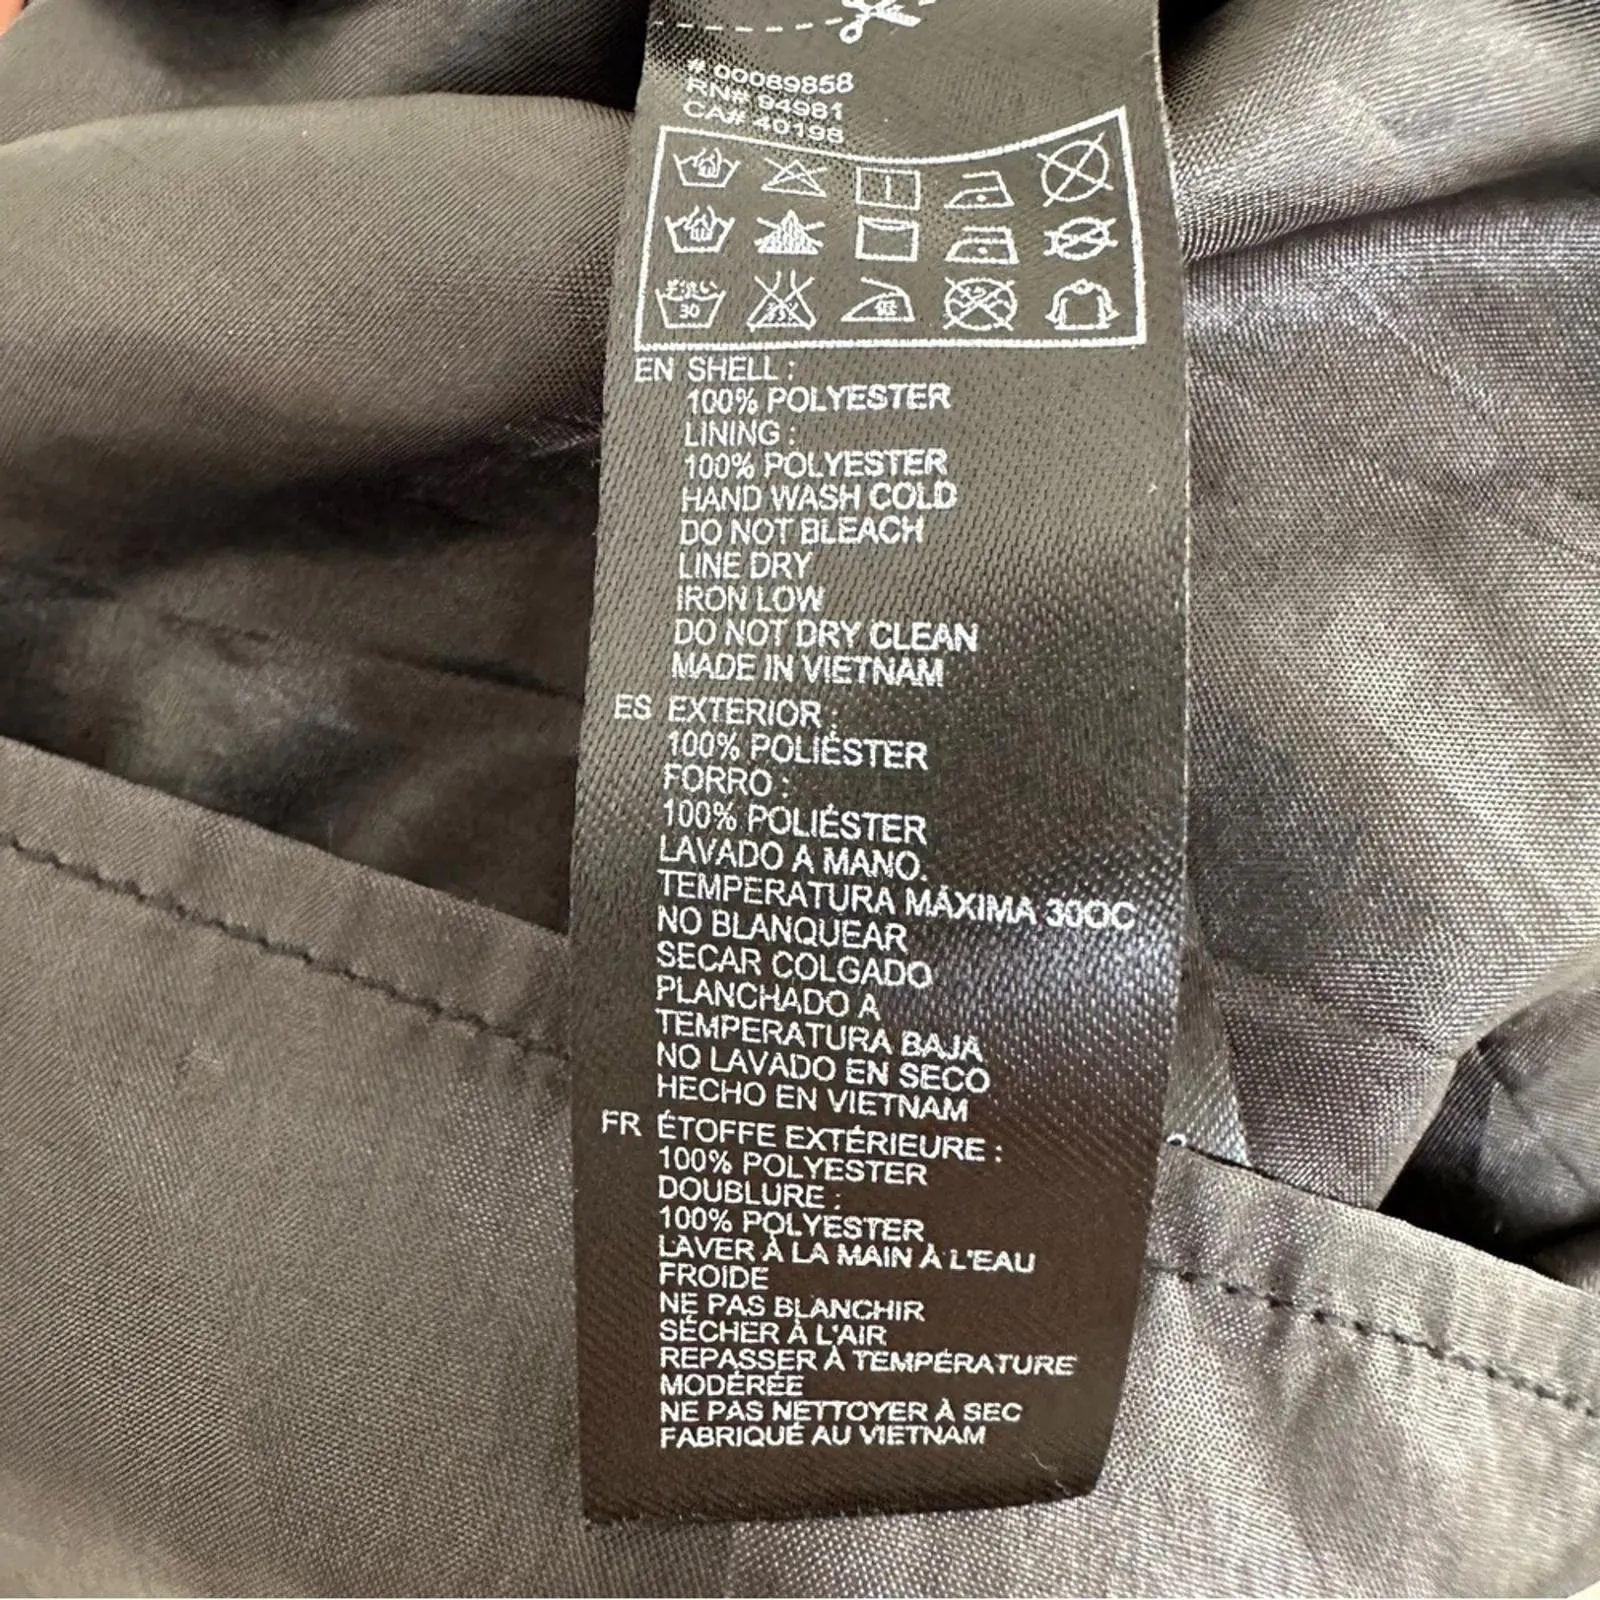 # 00089858
RN# 94981
CA# 40198
30
EN SHELL :
100% POLYESTER
LINING :
100% POLYESTER
HAND WASH COLD
DO NOT BLEACH
LINE DRY
IRON LOW
DO NOT DRY CLEAN
MADE IN VIETNAM
ES EXTERIOR :
100% POLIÉSTER
FORRO :
100% POLIÉSTER
LAVADO A MANO.
TEMPERATURA MÁXIMA 30OC
NO BLANQUEAR
SECAR COLGADO
PLANCHADO A
TEMPERATURA BAJA
NO LAVADO EN SECO
HECHO EN VIETNAM
FR ÉTOFFE EXTÉRIEURE :
100% POLYESTER
DOUBLURE :
100% POLYESTER
LAVER À LA MAIN À L'EAU
FROIDE
NE PAS BLANCHIR
SÉCHER À L'AIR
REPASSER À TEMPÉRATURE
MODÉRÉE
NE PAS NETTOYER À SEC
FABRIQUÉ AU VIETNAM